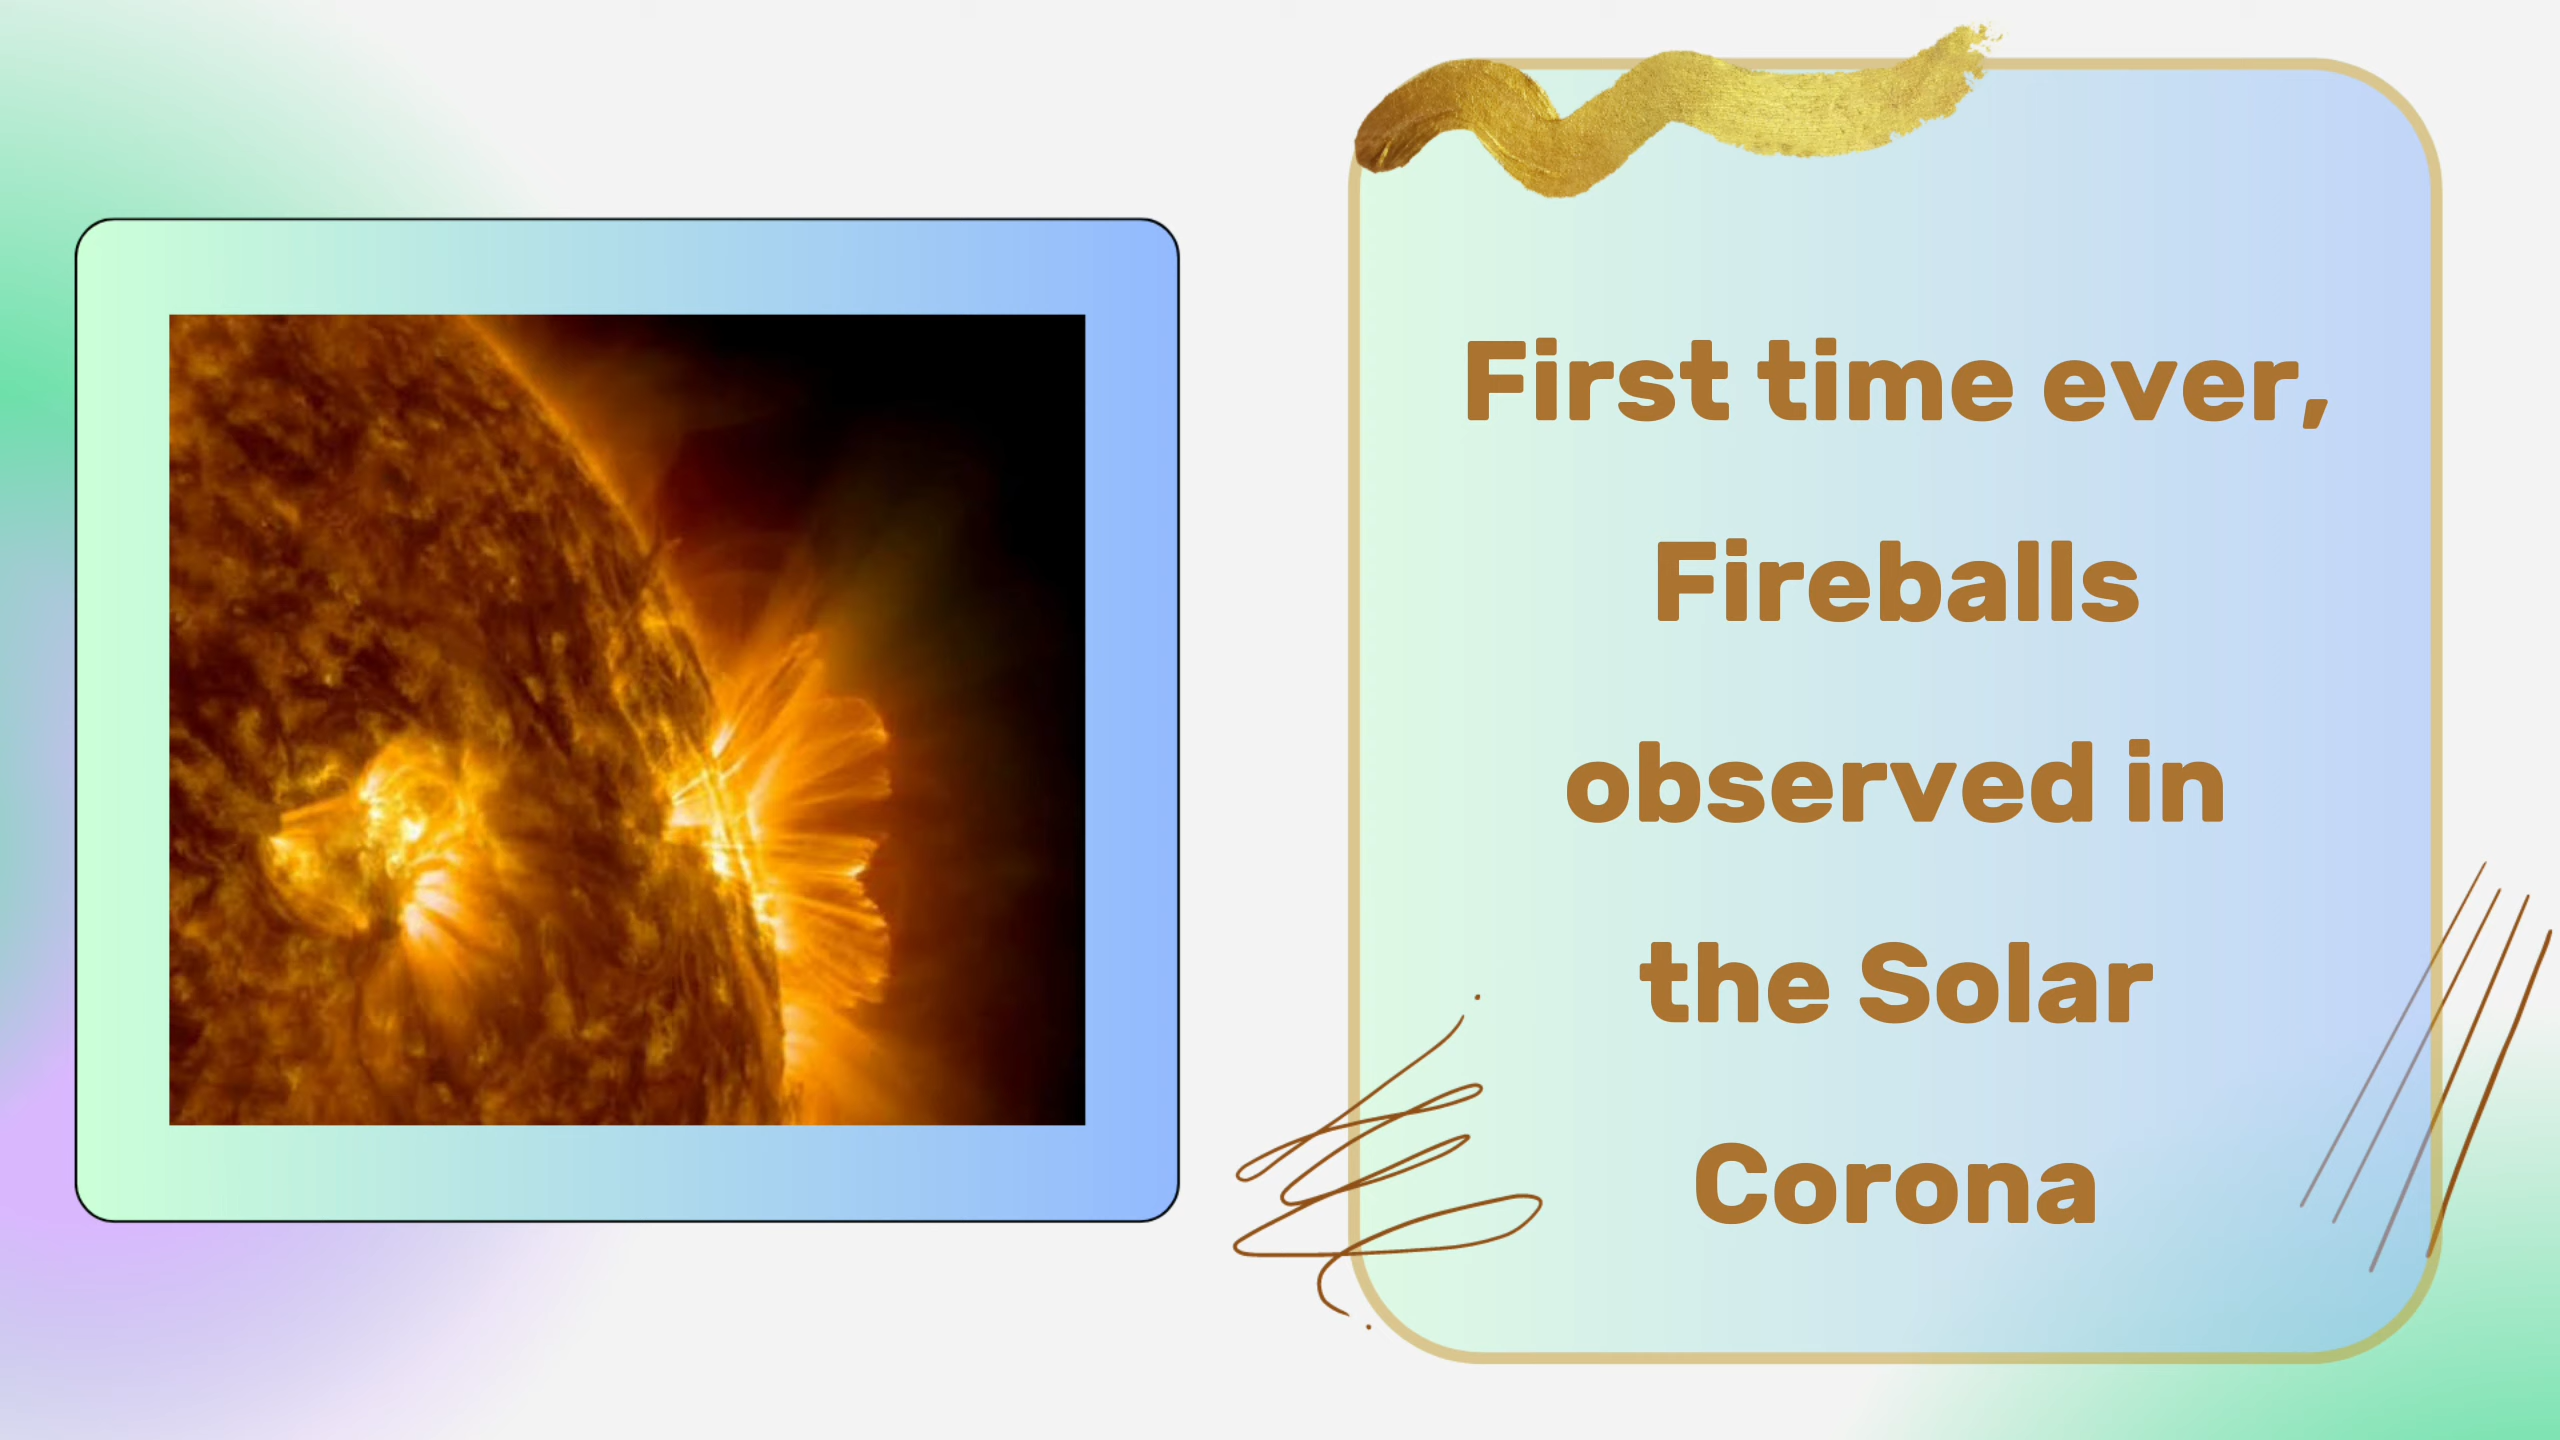 First time ever,
Fireballs
observed in
the Solar
Corona